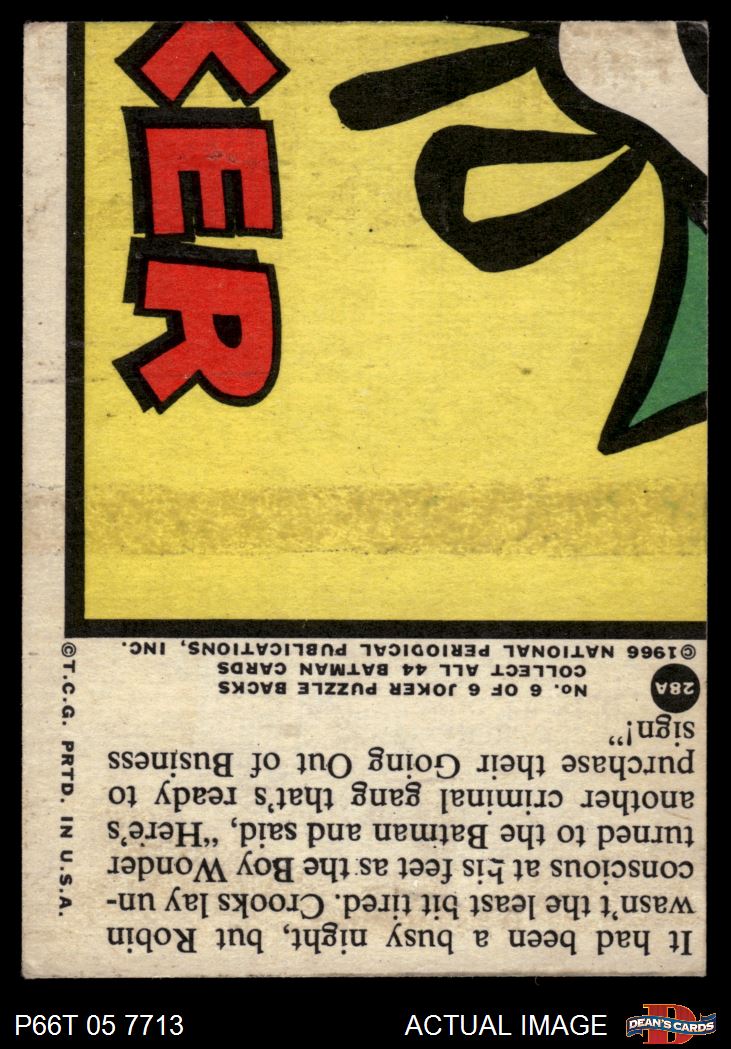 KER
It had been a busy night, but Robin
wasn't the least bit tired. Crooks lay un-
conscious at his feet as the Boy Wonder
turned to the Batman and said, “Here's
another criminal gang that's ready to
purchase their Going Out of Business
sign!”
28A
No. 6 OF 6 JOKER PUZZLE BACKS
COLLECT ALL 44 BATMAN CARDS
©1966 NATIONAL PERIODICAL PUBLICATIONS, INC.
©T.C.G. PRTD. IN U.S.A.
P66T 05 7713
ACTUAL IMAGE
DEAN'S CARDS